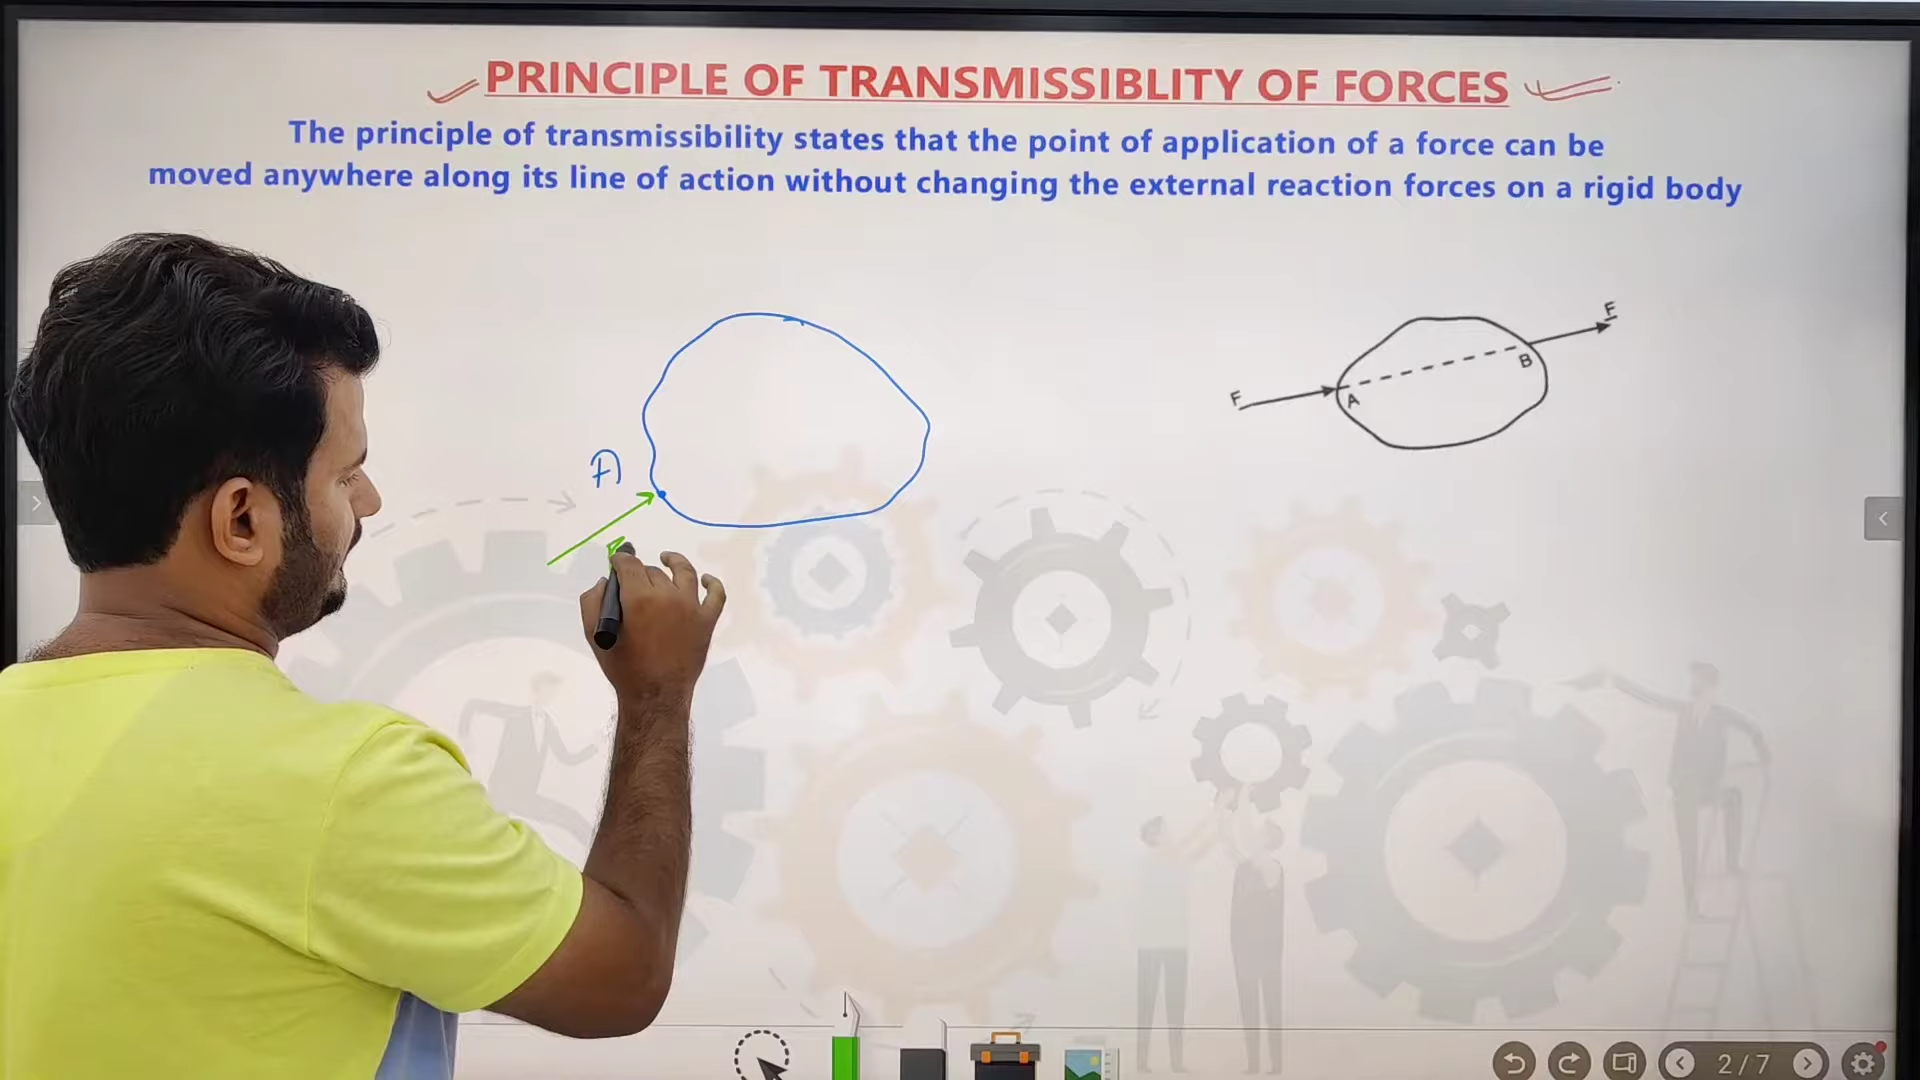 PRINCIPLE OF TRANSMISSIBLITY OF FORCES
The principle of transmissibility states that the point of application of a force can be
moved anywhere along its line of action without changing the external reaction forces on a rigid body
F
B
F
A
A
2/7